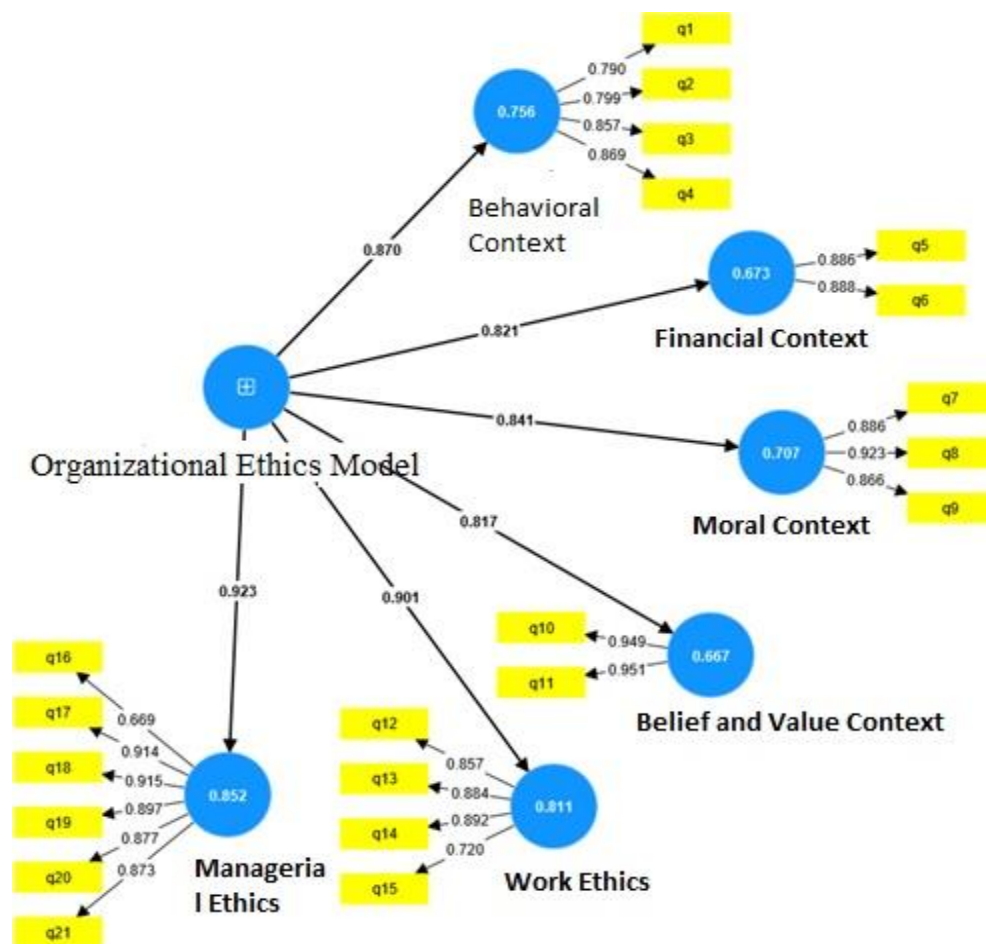 q1
0.790
q2
0.799
0.756
q3
0.857
0.869
q4
Behavioral
Context
0.870
q5
0.886
0.673
0.888
q6
0.821
Financial Context
q7
0.886
0.841
q8
0.707
0.923
0.866
q9
Organizational Ethics Model
Moral Context
0.817
0.923
0.901
q10
0.949
q11
0.951
0.667
Belief and Value Context
q16
0.669
q17
0.914
q18
0.915
0.852
0.897
q19
0.877
q20
0.873
q21
Manageria
l Ethics
q12
0.857
q13
0.884
0.811
q14
0.892
0.720
q15
Work Ethics